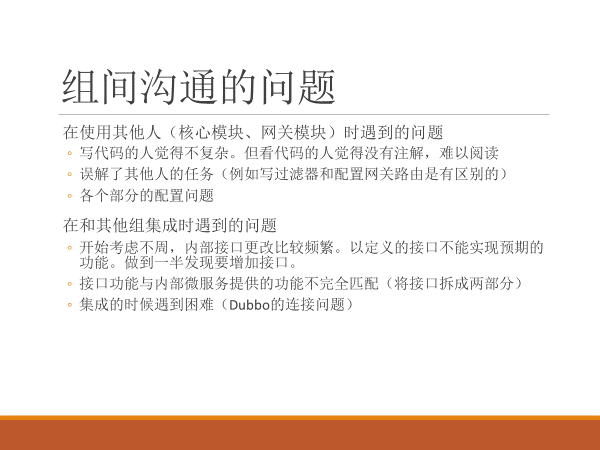 组间沟通的问题
在使用其他人（核心模块、网关模块）时遇到的问题
◦ 写代码的人觉得不复杂。但看代码的人觉得没有注解，难以阅读
◦ 误解了其他人的任务（例如写过滤器和配置网关路由是有区别的）
◦ 各个部分的配置问题
在和其他组集成时遇到的问题
◦ 开始考虑不周，内部接口更改比较频繁。以定义的接口不能实现预期的
功能。做到一半发现要增加接口。
◦ 接口功能与内部微服务提供的功能不完全匹配（将接口拆成两部分）
◦ 集成的时候遇到困难（Dubbo的连接问题）